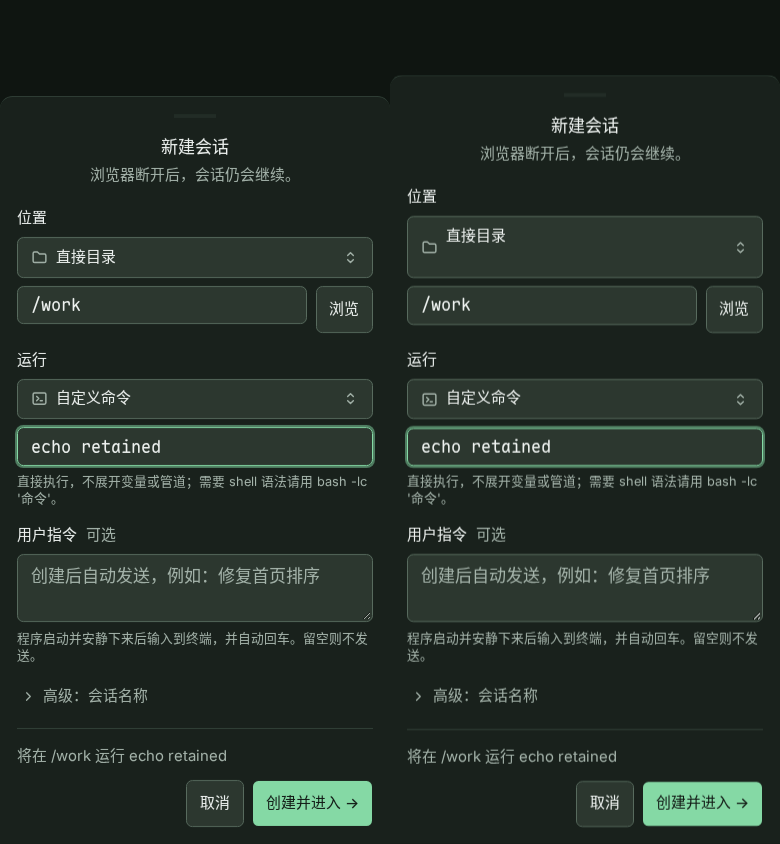 新建会话
浏览器断开后，会话仍会继续。
位置
直接目录
/work
浏览
运行
自定义命令
echo retained
直接执行，不展开变量或管道；需要 shell 语法请用 bash -lc
'命令'。
用户指令 可选
创建后自动发送，例如：修复首页排序
程序启动并安静下来后输入到终端，并自动回车。留空则不发
送。
高级：会话名称
将在 /work 运行 echo retained
取消
创建并进入 →
新建会话
浏览器断开后，会话仍会继续。
位置
直接目录
/work
浏览
运行
自定义命令
echo retained
直接执行，不展开变量或管道；需要 shell 语法请用 bash -lc
'命令'。
用户指令 可选
创建后自动发送，例如：修复首页排序
程序启动并安静下来后输入到终端，并自动回车。留空则不发
送。
高级：会话名称
将在 /work 运行 echo retained
取消
创建并进入 →